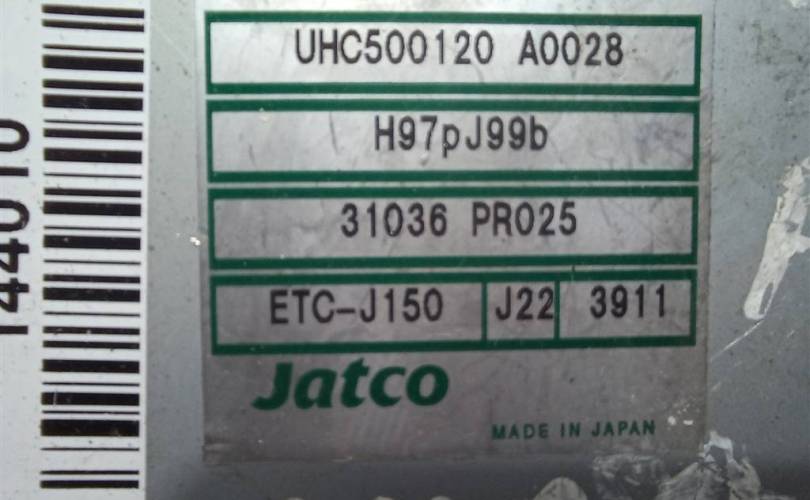 UHC500120 A0028
H97pJ99b
31036 PR025
ETC-J150 J22 3911
Jatco
MADE IN JAPAN